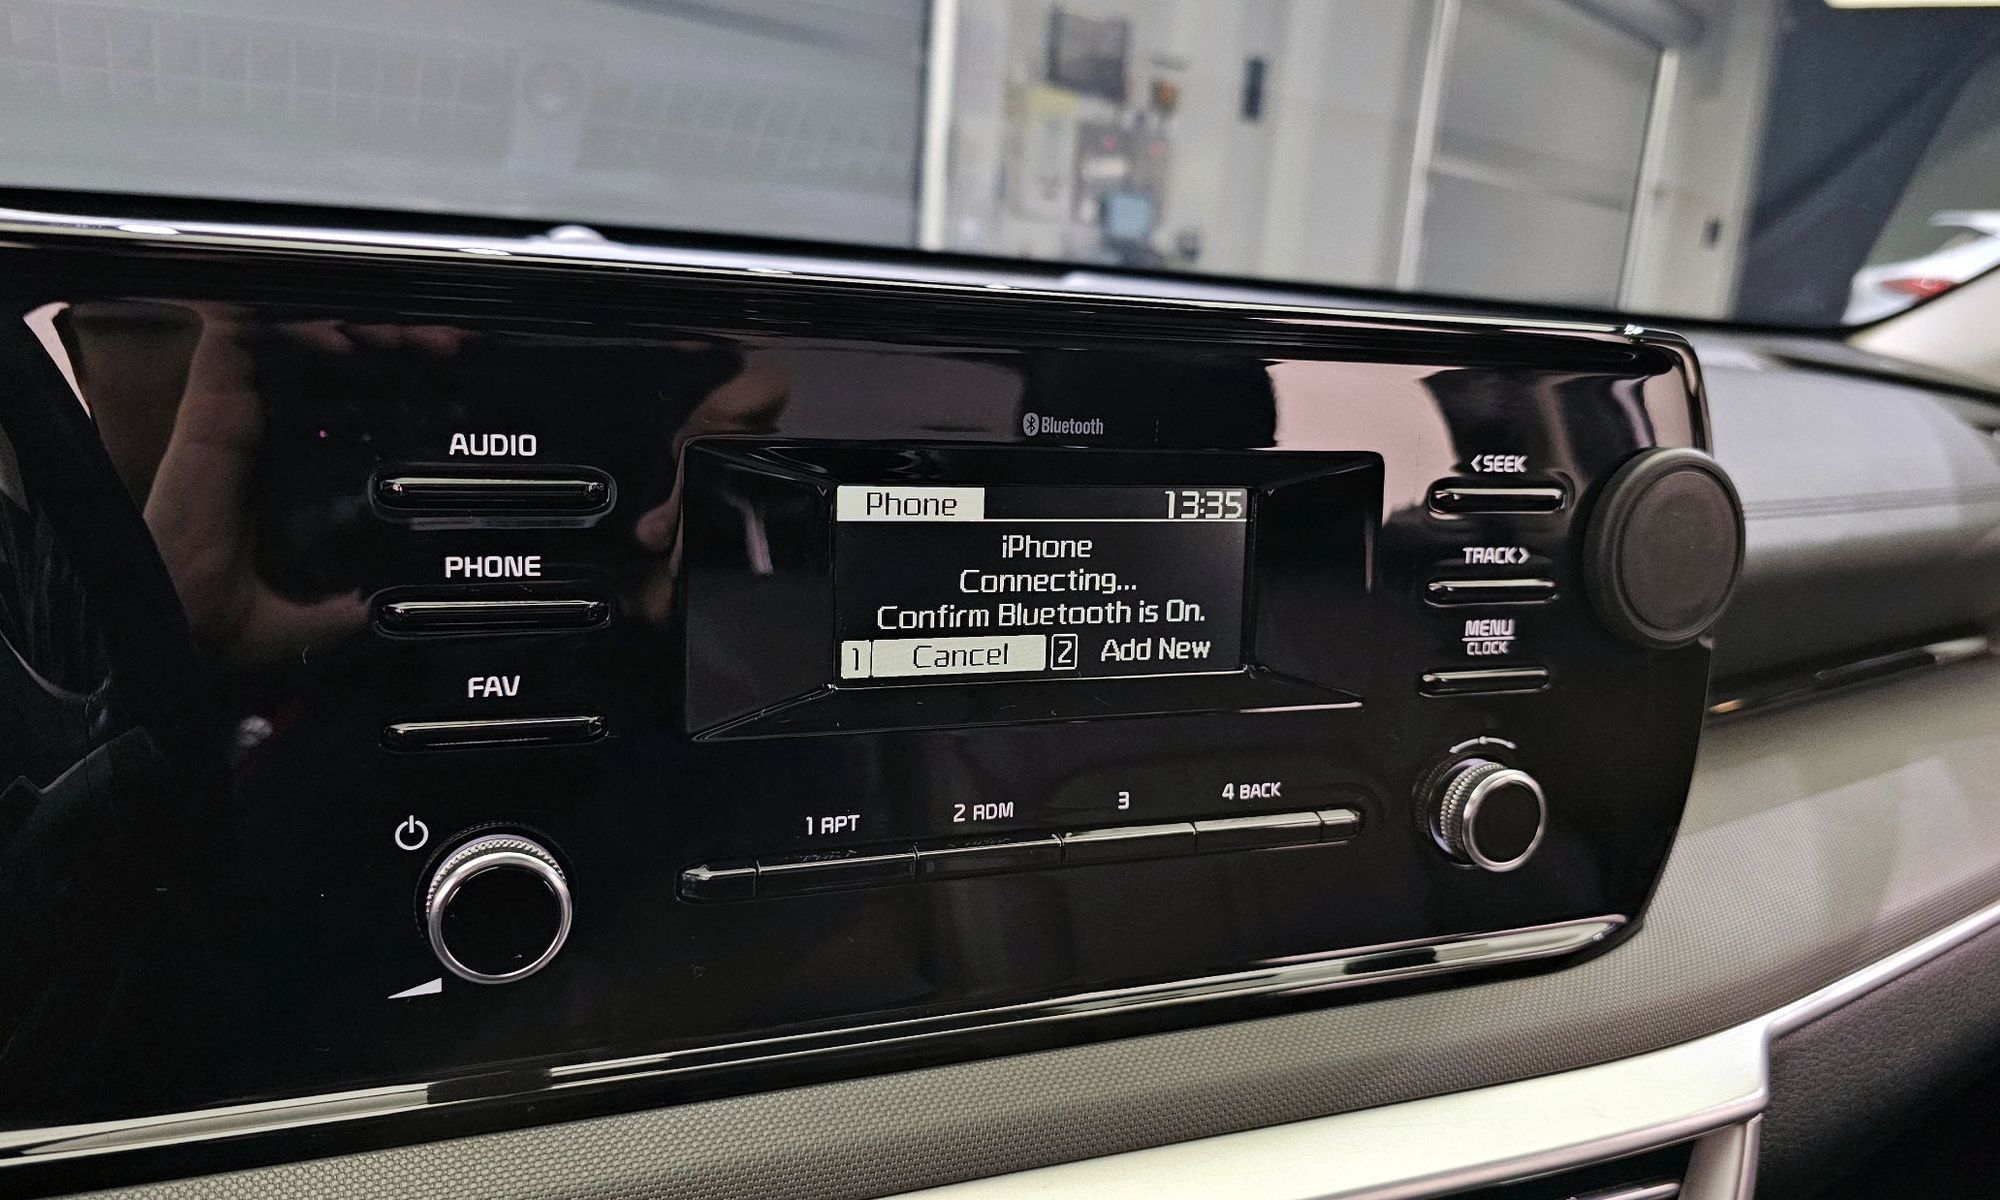 Bluetooth
AUDIO
PHONE
FAV
Phone 13:35
iPhone
Connecting...
Confirm Bluetooth is On.
1 Cancel 2 Add New
<SEEK
TRACK>
MENU
CLOCK
1 RPT 2 RDM 3 4 BACK